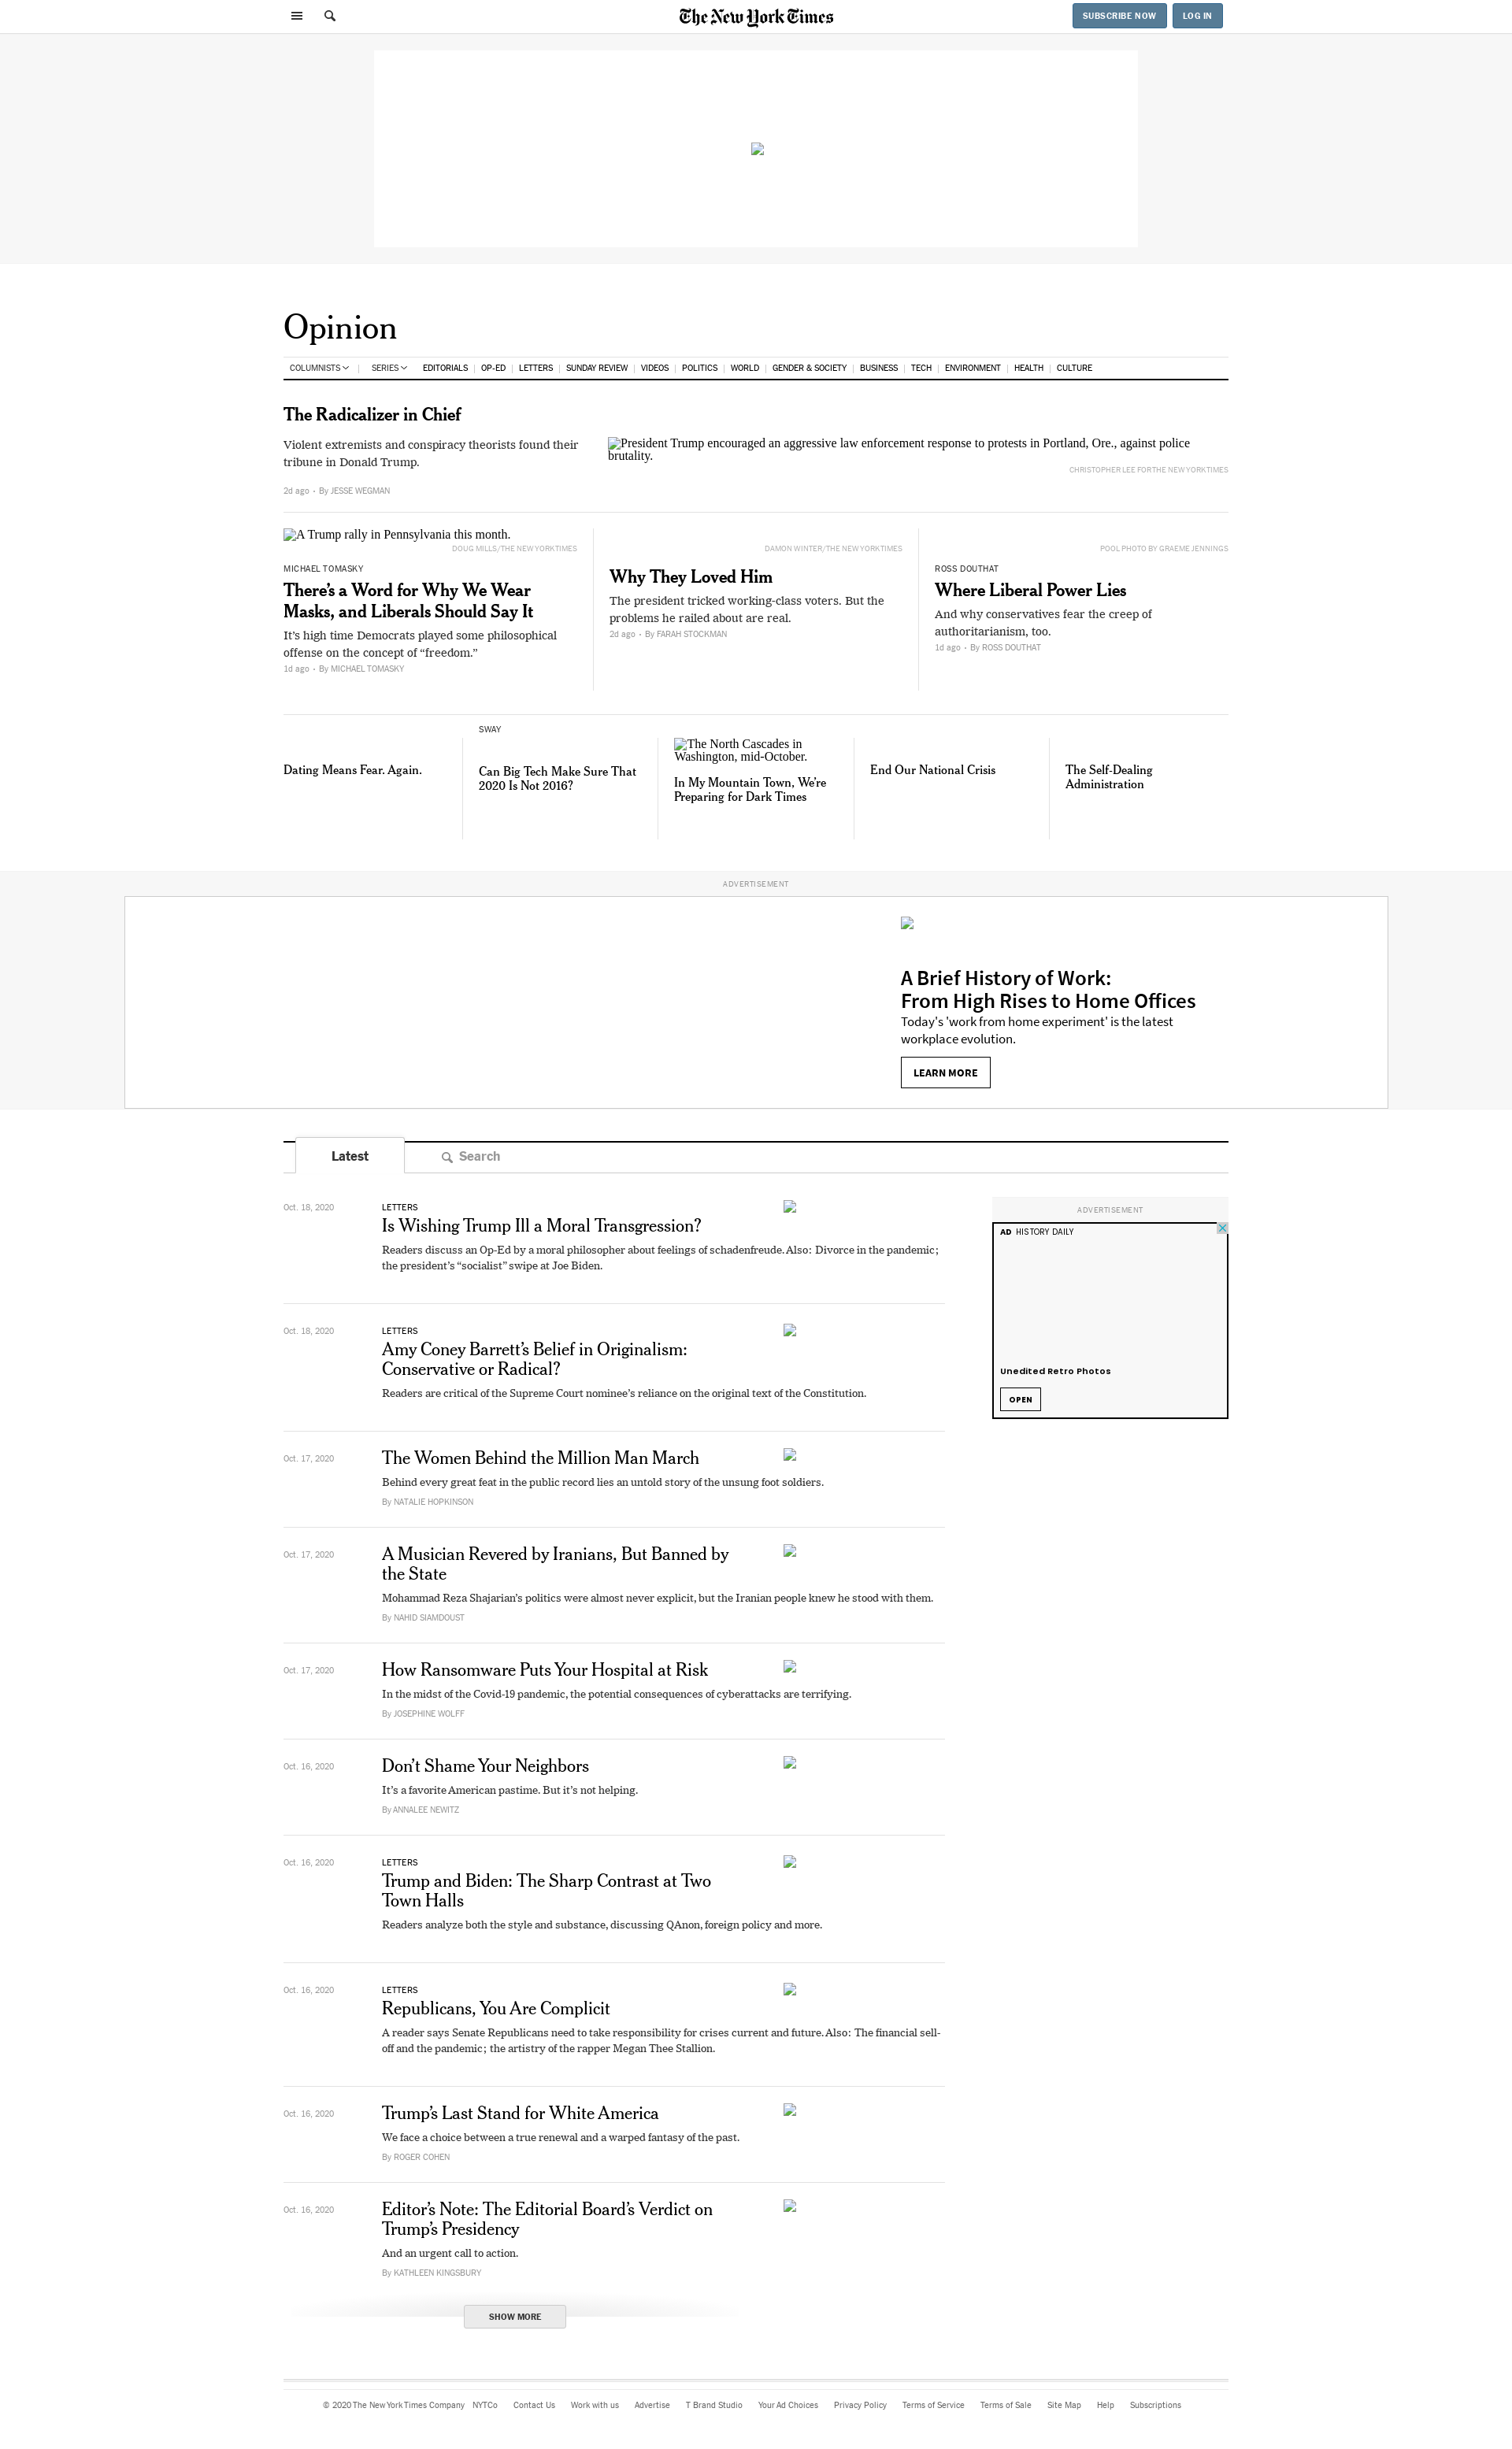 The New York Times
SUBSCRIBE NOW
LOG IN
Opinion
COLUMNISTS
SERIES
EDITORIALS
OP-ED
LETTERS
SUNDAY REVIEW
VIDEOS
POLITICS
WORLD
GENDER & SOCIETY
BUSINESS
TECH
ENVIRONMENT
HEALTH
CULTURE
The Radicalizer in Chief
Violent extremists and conspiracy theorists found their
tribune in Donald Trump.
2d ago • By JESSE WEGMAN
President Trump encouraged an aggressive law enforcement response to protests in Portland, Ore., against police
brutality.
CHRISTOPHER LEE FOR THE NEW YORK TIMES
A Trump rally in Pennsylvania this month.
DOUG MILLS/THE NEW YORK TIMES
MICHAEL TOMASKY
There’s a Word for Why We Wear
Masks, and Liberals Should Say It
It’s high time Democrats played some philosophical
offense on the concept of “freedom.”
1d ago • By MICHAEL TOMASKY
DAMON WINTER/THE NEW YORK TIMES
Why They Loved Him
The president tricked working-class voters. But the
problems he railed about are real.
2d ago • By FARAH STOCKMAN
POOL PHOTO BY GRAEME JENNINGS
ROSS DOUTHAT
Where Liberal Power Lies
And why conservatives fear the creep of
authoritarianism, too.
1d ago • By ROSS DOUTHAT
Dating Means Fear. Again.
SWAY
Can Big Tech Make Sure That
2020 Is Not 2016?
The North Cascades in
Washington, mid-October.
In My Mountain Town, We’re
Preparing for Dark Times
End Our National Crisis
The Self-Dealing
Administration
ADVERTISEMENT
A Brief History of Work:
From High Rises to Home Offices
Today's 'work from home experiment' is the latest
workplace evolution.
LEARN MORE
Latest
Search
Oct. 18, 2020
LETTERS
Is Wishing Trump Ill a Moral Transgression?
Readers discuss an Op-Ed by a moral philosopher about feelings of schadenfreude. Also: Divorce in the pandemic;
the president’s “socialist” swipe at Joe Biden.
ADVERTISEMENT
AD HISTORY DAILY
Unedited Retro Photos
OPEN
Oct. 18, 2020
LETTERS
Amy Coney Barrett’s Belief in Originalism:
Conservative or Radical?
Readers are critical of the Supreme Court nominee’s reliance on the original text of the Constitution.
Oct. 17, 2020
The Women Behind the Million Man March
Behind every great feat in the public record lies an untold story of the unsung foot soldiers.
By NATALIE HOPKINSON
Oct. 17, 2020
A Musician Revered by Iranians, But Banned by
the State
Mohammad Reza Shajarian’s politics were almost never explicit, but the Iranian people knew he stood with them.
By NAHID SIAMDOUST
Oct. 17, 2020
How Ransomware Puts Your Hospital at Risk
In the midst of the Covid-19 pandemic, the potential consequences of cyberattacks are terrifying.
By JOSEPHINE WOLFF
Oct. 16, 2020
Don’t Shame Your Neighbors
It’s a favorite American pastime. But it’s not helping.
By ANNALEE NEWITZ
Oct. 16, 2020
LETTERS
Trump and Biden: The Sharp Contrast at Two
Town Halls
Readers analyze both the style and substance, discussing QAnon, foreign policy and more.
Oct. 16, 2020
LETTERS
Republicans, You Are Complicit
A reader says Senate Republicans need to take responsibility for crises current and future. Also: The financial sell-
off and the pandemic; the artistry of the rapper Megan Thee Stallion.
Oct. 16, 2020
Trump’s Last Stand for White America
We face a choice between a true renewal and a warped fantasy of the past.
By ROGER COHEN
Oct. 16, 2020
Editor’s Note: The Editorial Board’s Verdict on
Trump’s Presidency
And an urgent call to action.
By KATHLEEN KINGSBURY
SHOW MORE
© 2020 The New York Times Company NYTCo Contact Us Work with us Advertise T Brand Studio Your Ad Choices Privacy Policy Terms of Service Terms of Sale Site Map Help Subscriptions